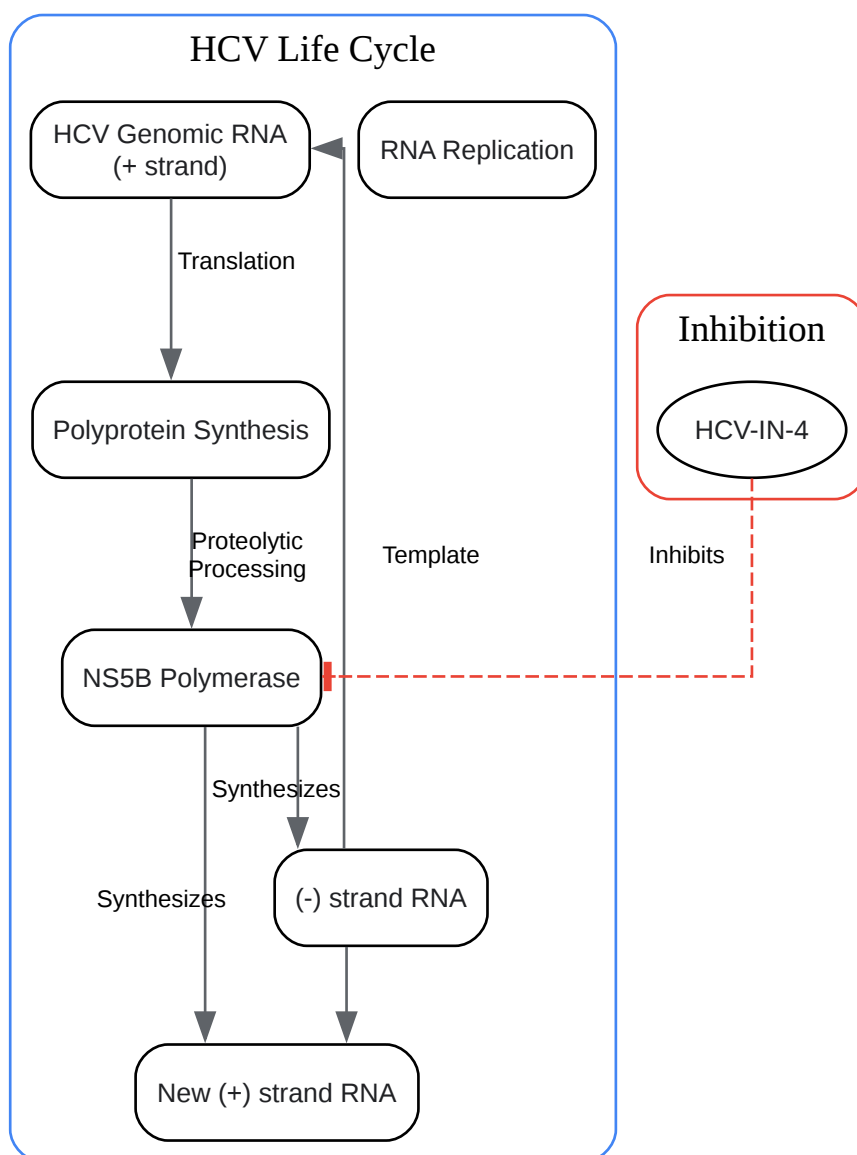 HCV Life Cycle
HCV Genomic RNA
(+ strand)
RNA Replication
Translation
Inhibition
HCV-IN-4
Polyprotein Synthesis
Proteolytic
Processing
Template
Inhibits
NS5B Polymerase
Synthesizes
Synthesizes
(-) strand RNA
New (+) strand RNA